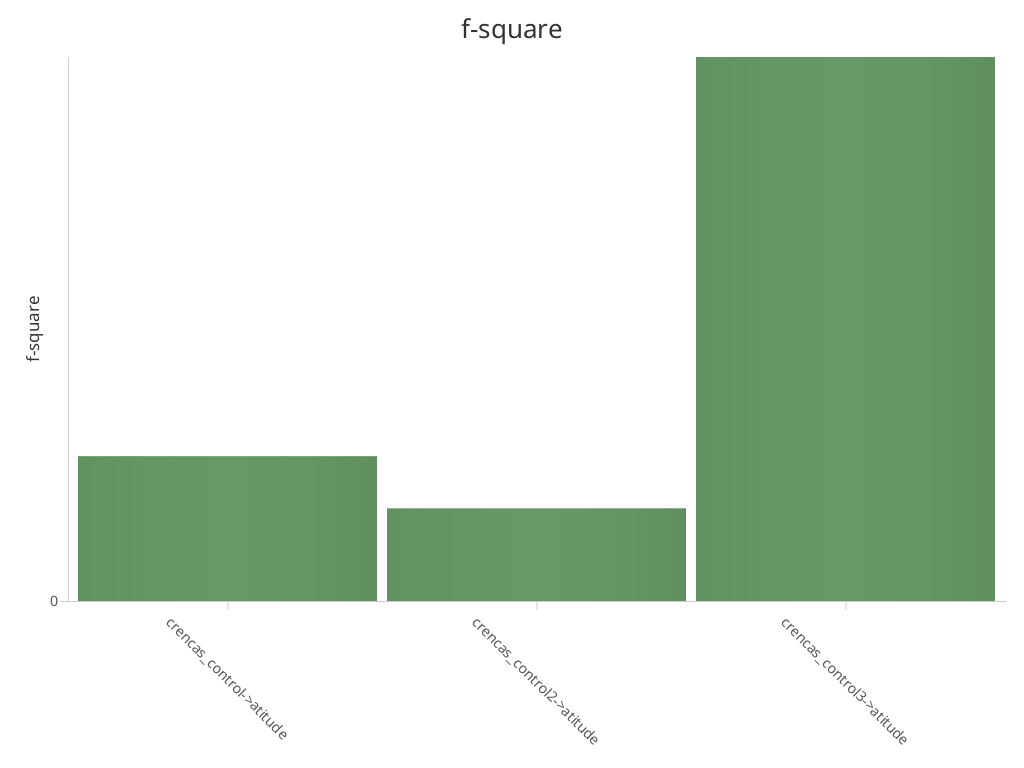 f-square
f-square
0
crencas_control->atitude
crencas_control2->atitude
crencas_control3->atitude